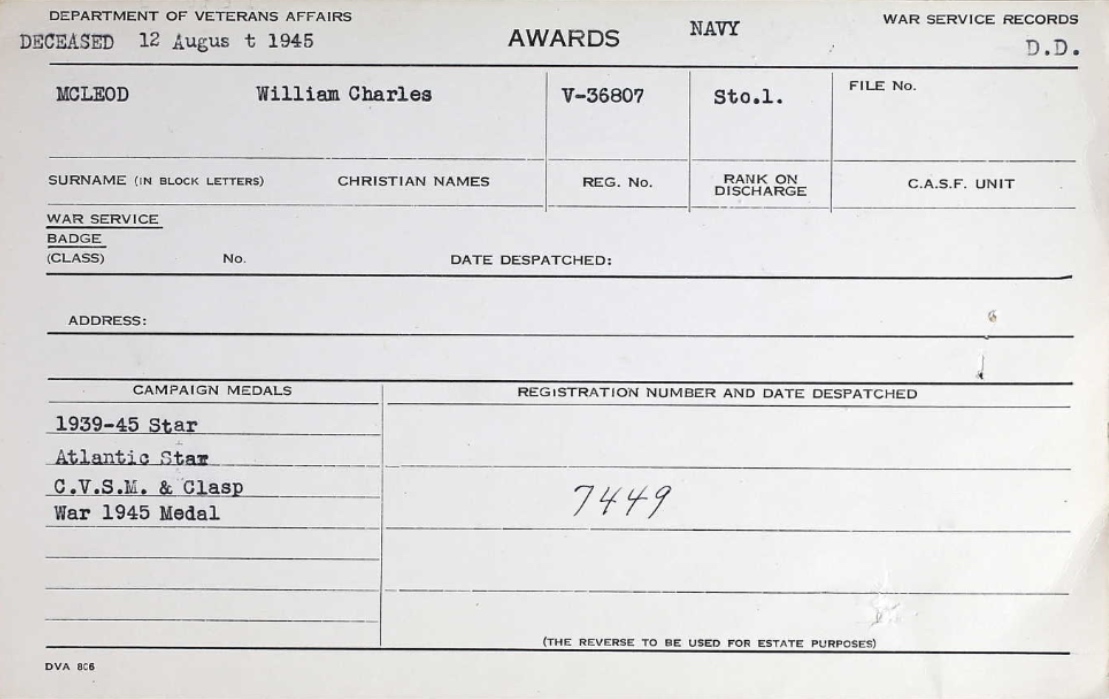 DEPARTMENT OF VETERANS AFFAIRS
WAR SERVICE RECORDS
DECEASED 12 Augus t 1945
AWARDS
NAVY
D.D.
MCLEOD William Charles V-36807 Sto.1. FILE No.
SURNAME (IN BLOCK LETTERS) CHRISTIAN NAMES REG. No. RANK ON DISCHARGE C.A.S.F. UNIT
WAR SERVICE
BADGE
(CLASS) No. DATE DESPATCHED:
ADDRESS:
CAMPAIGN MEDALS REGISTRATION NUMBER AND DATE DESPATCHED
1939-45 Star
Atlantic Star
C.V.S.M. & Clasp
7449
War 1945 Medal
(THE REVERSE TO BE USED FOR ESTATE PURPOSES)
DVA 806